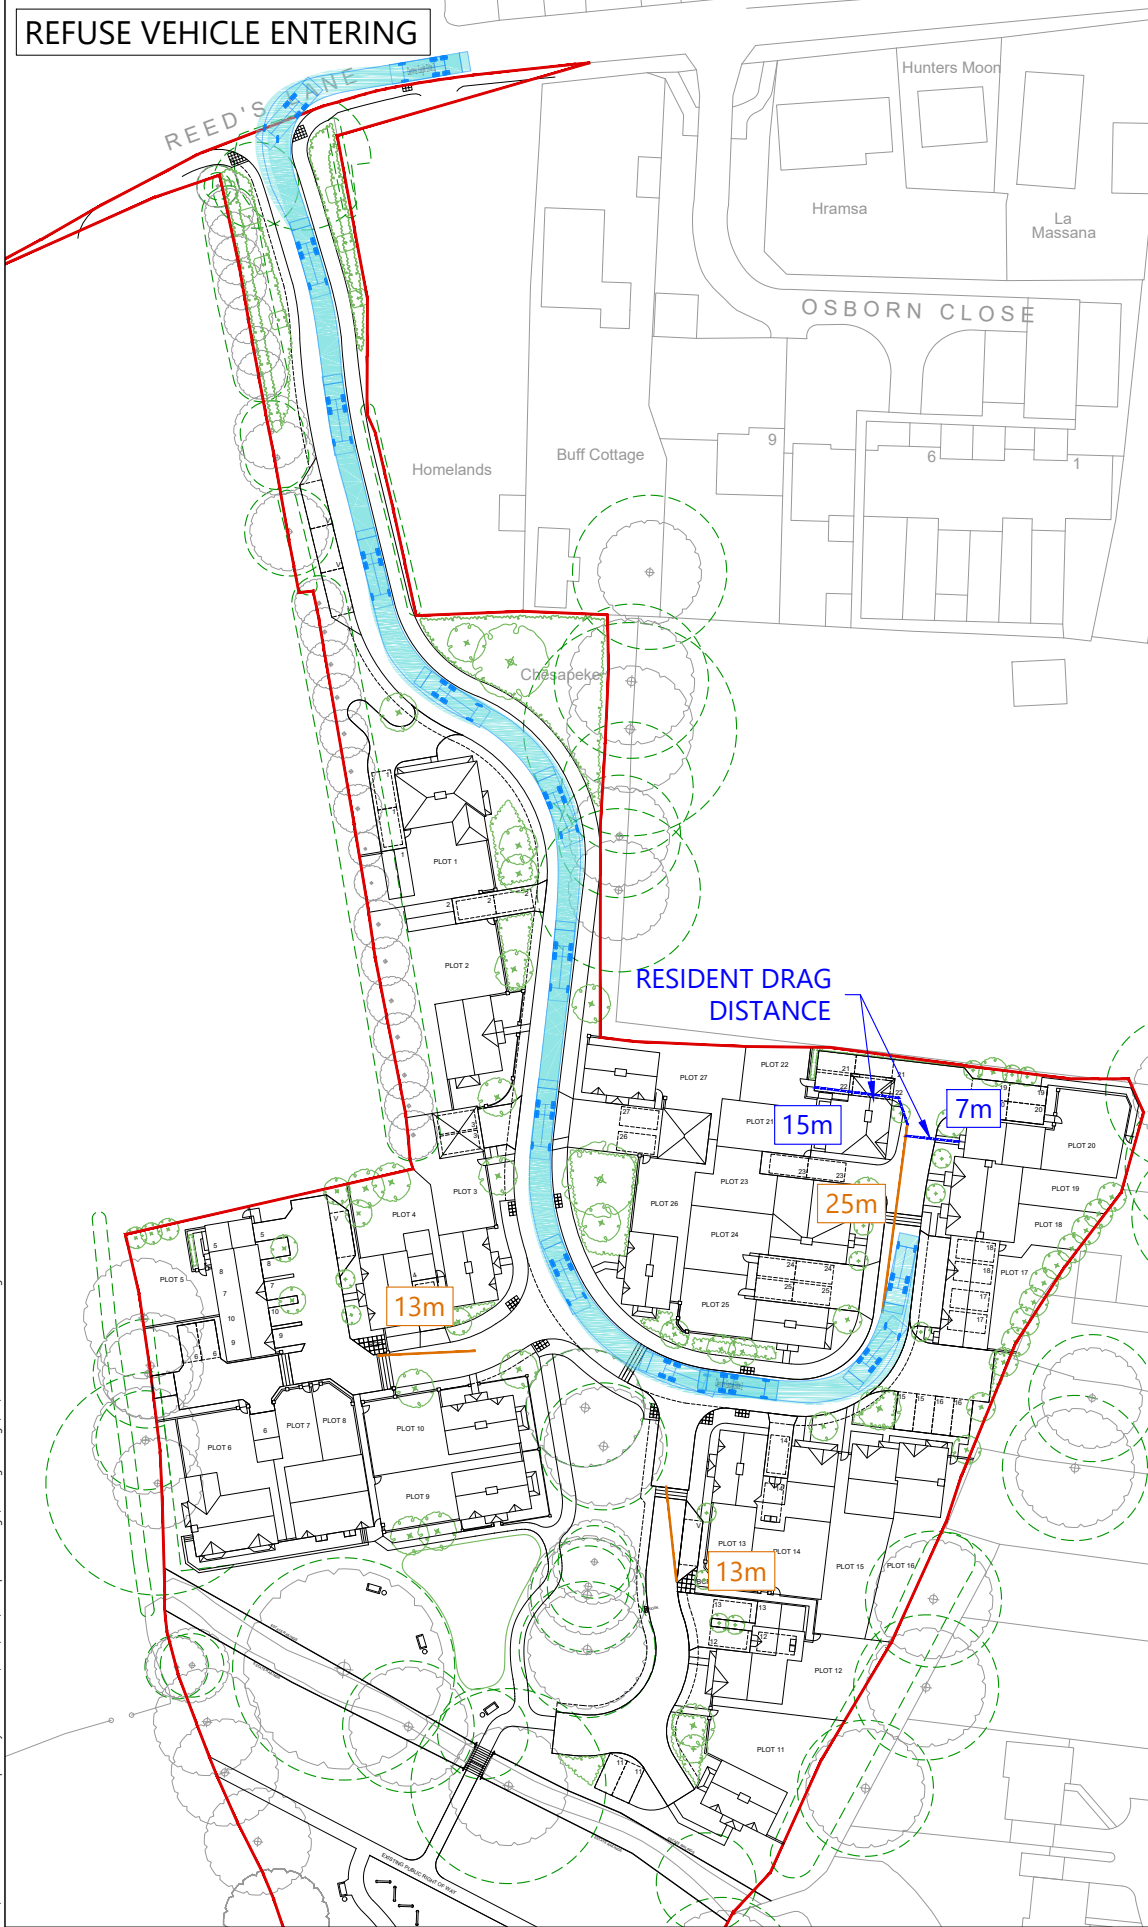 REFUSE VEHICLE ENTERING
REED'S LANE
Hunters Moon
Hramsa
La
Massana
OSBORN CLOSE
Homelands
Buff Cottage
9
6
1
Chesapeke
PLOT 1
PLOT 2
RESIDENT DRAG
DISTANCE
PLOT 27
PLOT 22
PLOT 21
15m
7m
PLOT 20
PLOT 19
PLOT 18
PLOT 17
PLOT 23
PLOT 24
PLOT 25
PLOT 26
25m
PLOT 3
PLOT 4
PLOT 5
13m
PLOT 6
PLOT 7
PLOT 8
PLOT 10
PLOT 9
PLOT 13
PLOT 14
PLOT 15
PLOT 16
13m
PLOT 12
PLOT 11
EXISTING PUBLIC RIGHT OF WAY